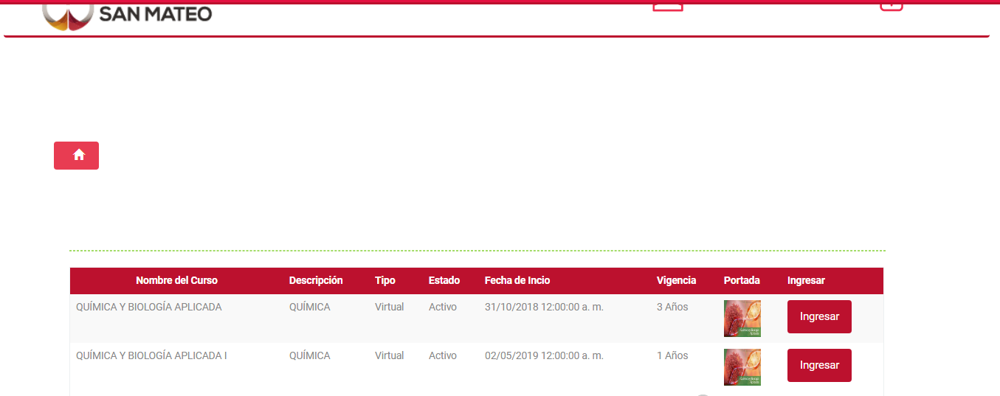 SAN MATEO
Nombre del Curso Descripción Tipo Estado Fecha de Incio Vigencia Portada Ingresar
QUÍMICA Y BIOLOGÍA APLICADA QUÍMICA Virtual Activo 31/10/2018 12:00:00 a. m. 3 Años Ingresar
QUÍMICA Y BIOLOGÍA APLICADA I QUÍMICA Virtual Activo 02/05/2019 12:00:00 a. m. 1 Años Ingresar